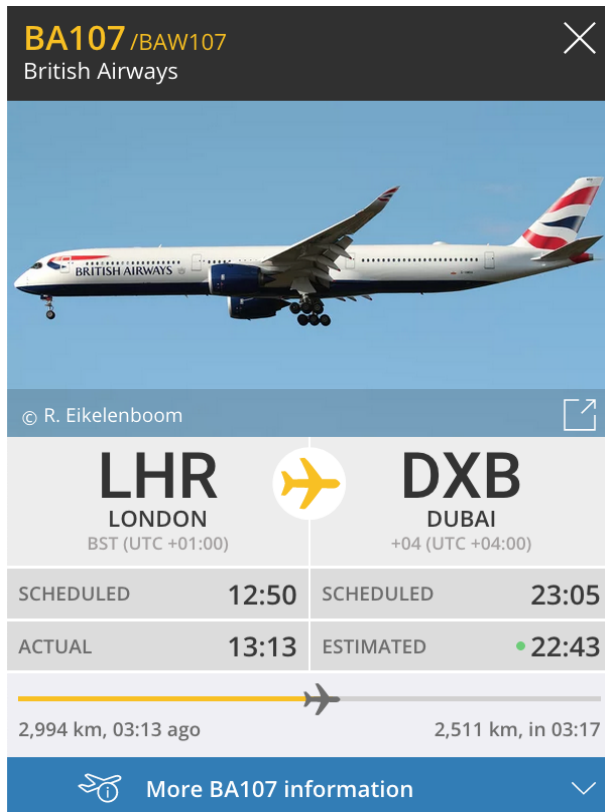 BA107 /BAW107
British Airways
BRITISH AIRWAYS
© R. Eikelenboom
LHR DXB
LONDON DUBAI
BST (UTC +01:00) +04 (UTC +04:00)
SCHEDULED 12:50 SCHEDULED 23:05
ACTUAL 13:13 ESTIMATED 22:43
2,994 km, 03:13 ago 2,511 km, in 03:17
More BA107 information